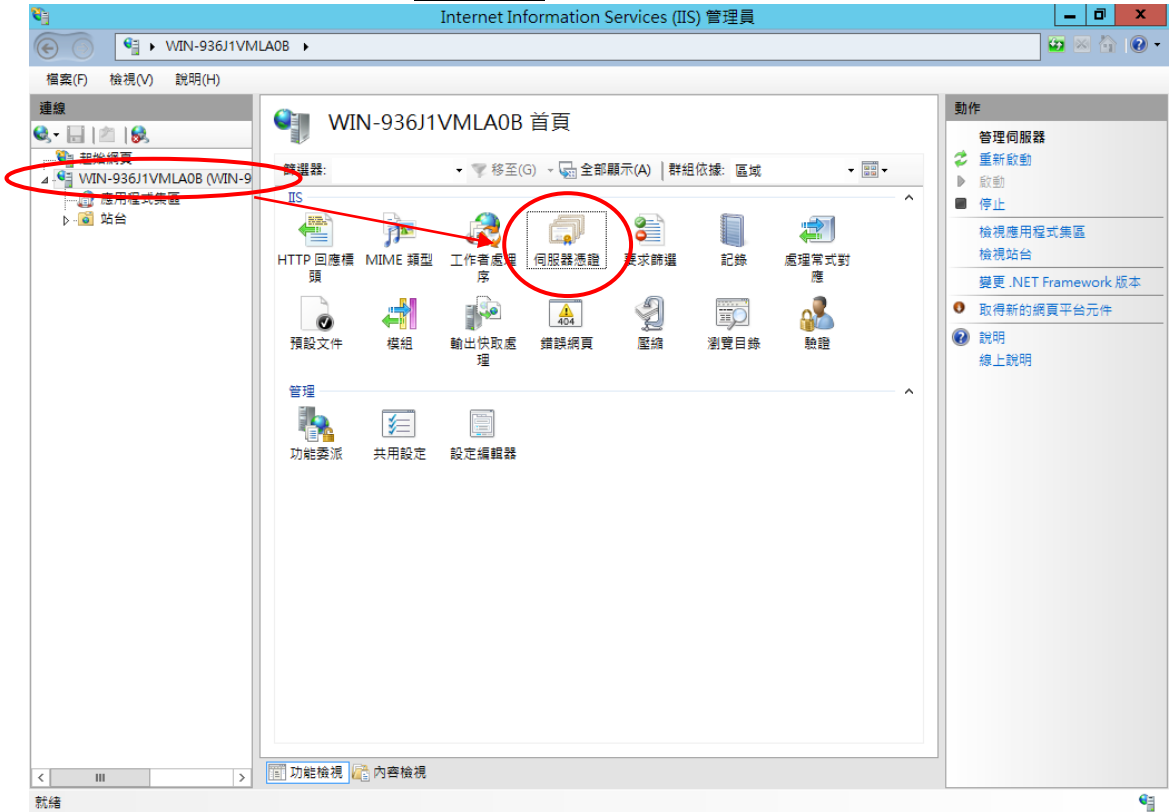 Internet Information Services (IIS) 管理員
WIN-936J1VMLA0B
檔案(F) 檢視(V) 說明(H)
連線
起始網頁
WIN-936J1VMLA0B (WIN-9
應用程式集區
站台
WIN-936J1VMLA0B 首頁
篩選器: 移至(G) 全部顯示(A) 群組依據: 區域
IIS
HTTP 回應標頭
MIME 類型
工作者處理序
伺服器憑證
要求篩選
記錄
處理常式對應
預設文件
模組
輸出快取處理
404
錯誤網頁
壓縮
瀏覽目錄
驗證
管理
功能委派
共用設定
設定編輯器
功能檢視 內容檢視
動作
管理伺服器
重新啟動
啟動
停止
檢視應用程式集區
檢視站台
變更 .NET Framework 版本
取得新的網頁平台元件
說明
線上說明
就緒